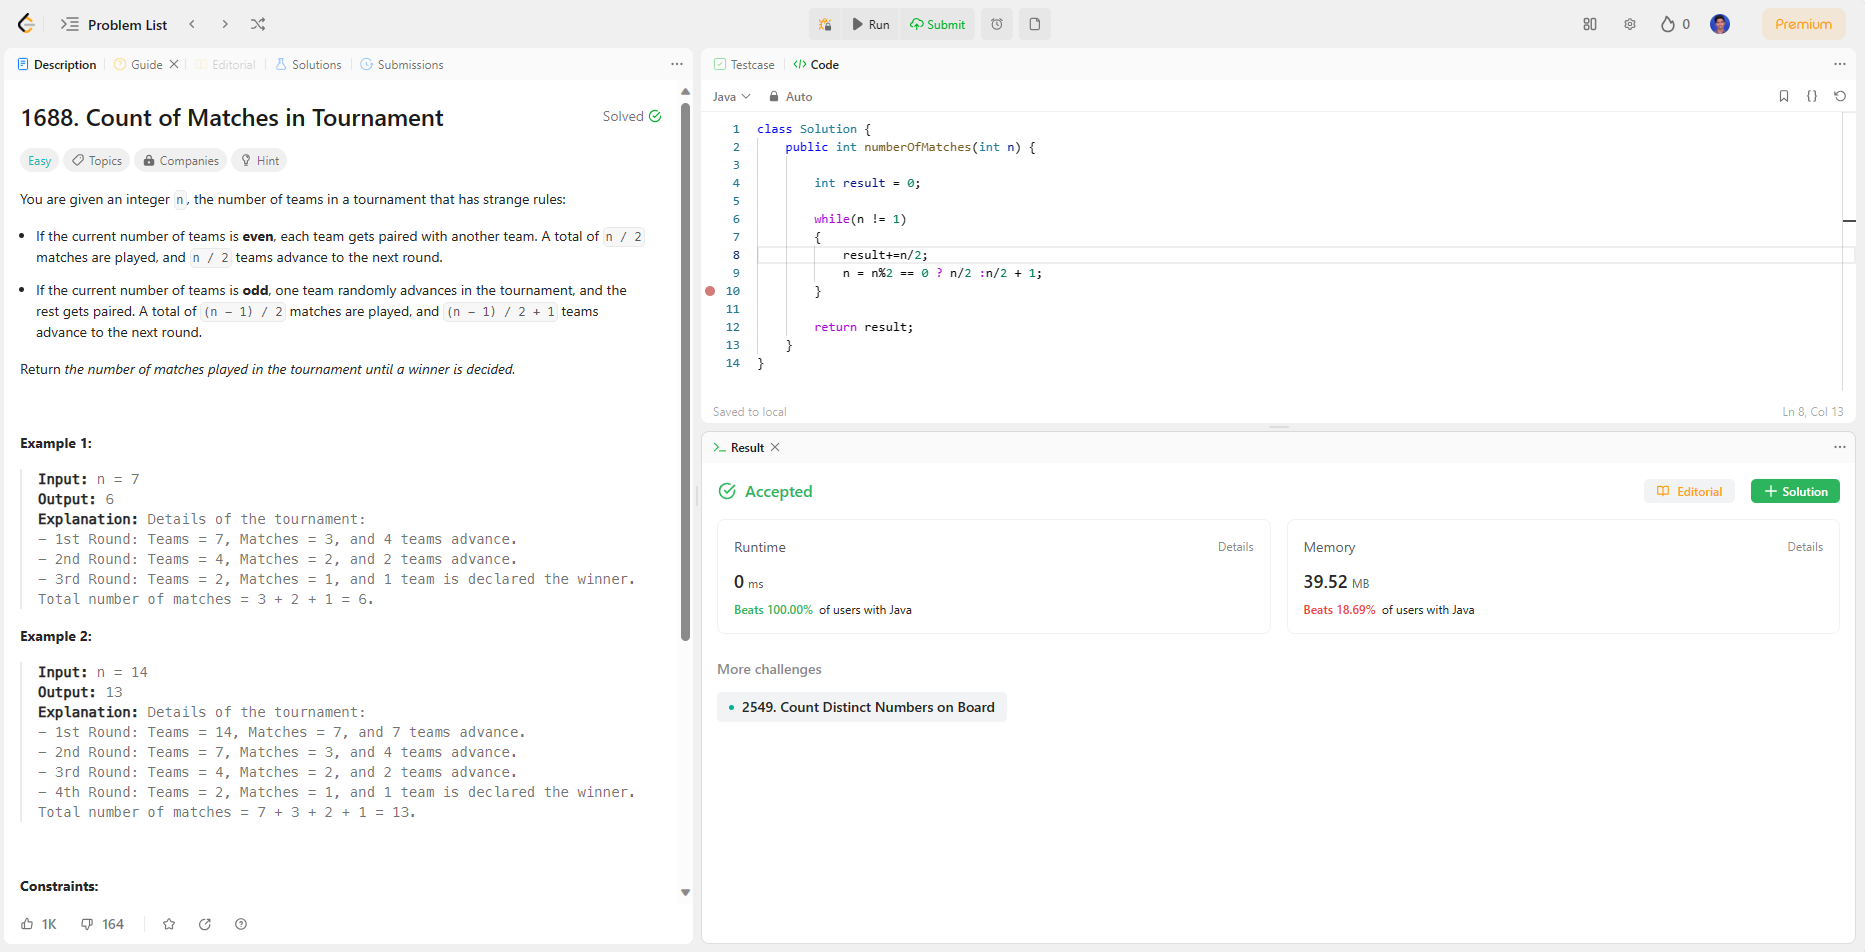 Problem List
Run
Submit
0
Premium
Description
Guide
Editorial
Solutions
Submissions
1688. Count of Matches in Tournament
Solved
Easy
Topics
Companies
Hint
You are given an integer n, the number of teams in a tournament that has strange rules:
If the current number of teams is even, each team gets paired with another team. A total of n / 2
matches are played, and n / 2 teams advance to the next round.
If the current number of teams is odd, one team randomly advances in the tournament, and the
rest gets paired. A total of (n - 1) / 2 matches are played, and (n - 1) / 2 + 1 teams
advance to the next round.
Return the number of matches played in the tournament until a winner is decided.
Example 1:
Input: n = 7
Output: 6
Explanation: Details of the tournament:
- 1st Round: Teams = 7, Matches = 3, and 4 teams advance.
- 2nd Round: Teams = 4, Matches = 2, and 2 teams advance.
- 3rd Round: Teams = 2, Matches = 1, and 1 team is declared the winner.
Total number of matches = 3 + 2 + 1 = 6.
Example 2:
Input: n = 14
Output: 13
Explanation: Details of the tournament:
- 1st Round: Teams = 14, Matches = 7, and 7 teams advance.
- 2nd Round: Teams = 7, Matches = 3, and 4 teams advance.
- 3rd Round: Teams = 4, Matches = 2, and 2 teams advance.
- 4th Round: Teams = 2, Matches = 1, and 1 team is declared the winner.
Total number of matches = 7 + 3 + 2 + 1 = 13.
Constraints:
1K
164
Testcase
</> Code
Java
Auto
1 class Solution {
2 public int numberOfMatches(int n) {
3
4 int result = 0;
5
6 while(n != 1)
7 {
8 result+=n/2;
9 n = n%2 == 0 ? n/2 :n/2 + 1;
10 }
11
12 return result;
13 }
14 }
Saved to local
Ln 8, Col 13
Result
Accepted
Editorial
+ Solution
Runtime
Details
0 ms
Beats 100.00% of users with Java
Memory
Details
39.52 MB
Beats 18.69% of users with Java
More challenges
2549. Count Distinct Numbers on Board